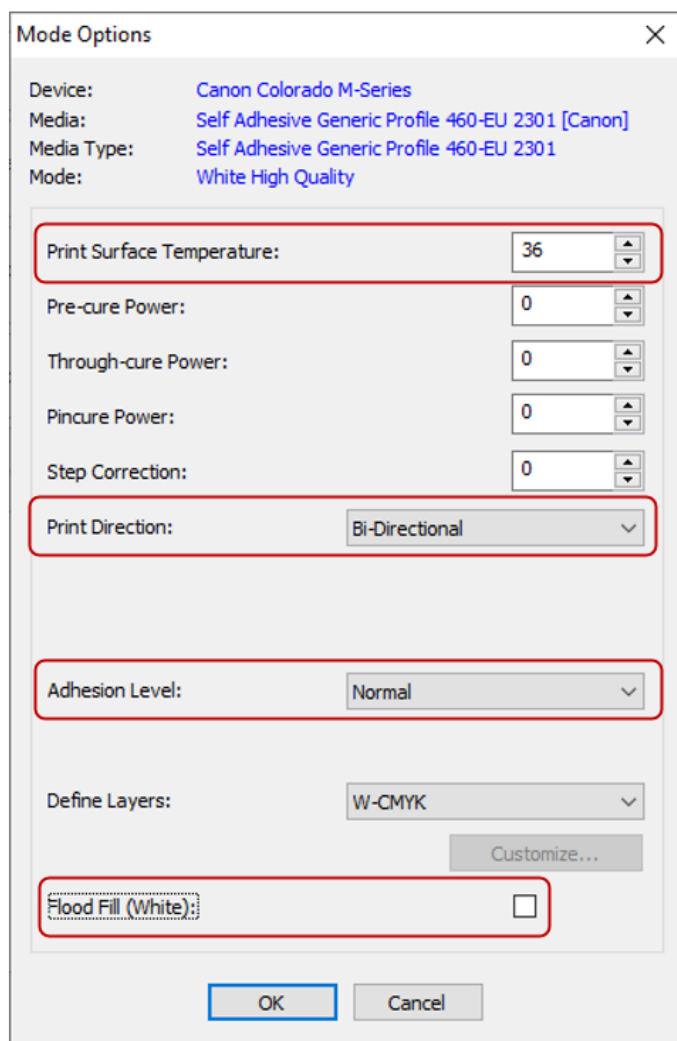 Mode Options
Device: Canon Colorado M-Series
Media: Self Adhesive Generic Profile 460-EU 2301 [Canon]
Media Type: Self Adhesive Generic Profile 460-EU 2301
Mode: White High Quality
Print Surface Temperature: 36
Pre-cure Power: 0
Through-cure Power: 0
Pincure Power: 0
Step Correction: 0
Print Direction: Bi-Directional
Adhesion Level: Normal
Define Layers: W-CMYK
Customize...
Flood Fill (White):
OK Cancel